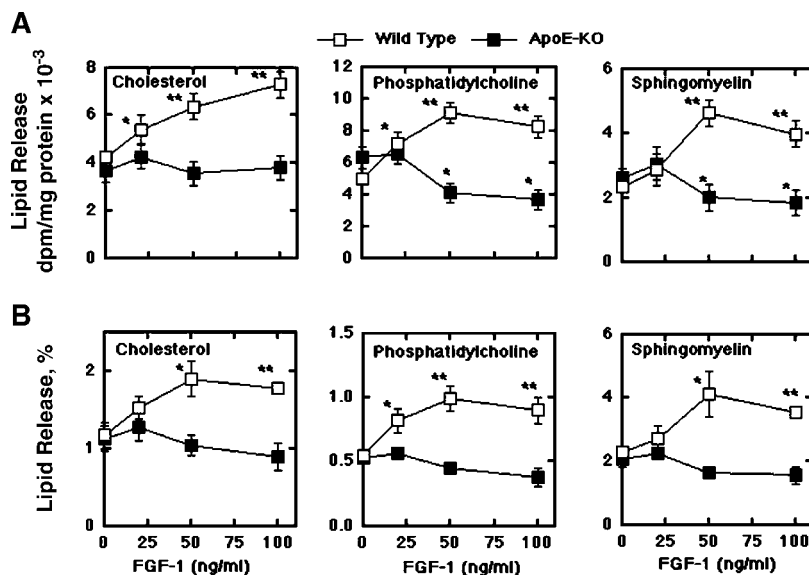 A
Wild Type ApoE-KO
Lipid Release
dpm/mg protein x 10-3
8
6
4
2
0
Cholesterol
*
**
**
12
10
8
6
4
2
0
Phosphatidylcholine
*
**
**
*
*
6
4
2
0
Sphingomyelin
**
**
*
*
B
Lipid Release, %
2
1
0
Cholesterol
*
**
0 25 50 75 100
FGF-1 (ng/ml)
1.5
1.0
0.5
0.0
Phosphatidylcholine
*
**
**
0 25 50 75 100
FGF-1 (ng/ml)
6
4
2
0
Sphingomyelin
*
**
0 25 50 75 100
FGF-1 (ng/ml)